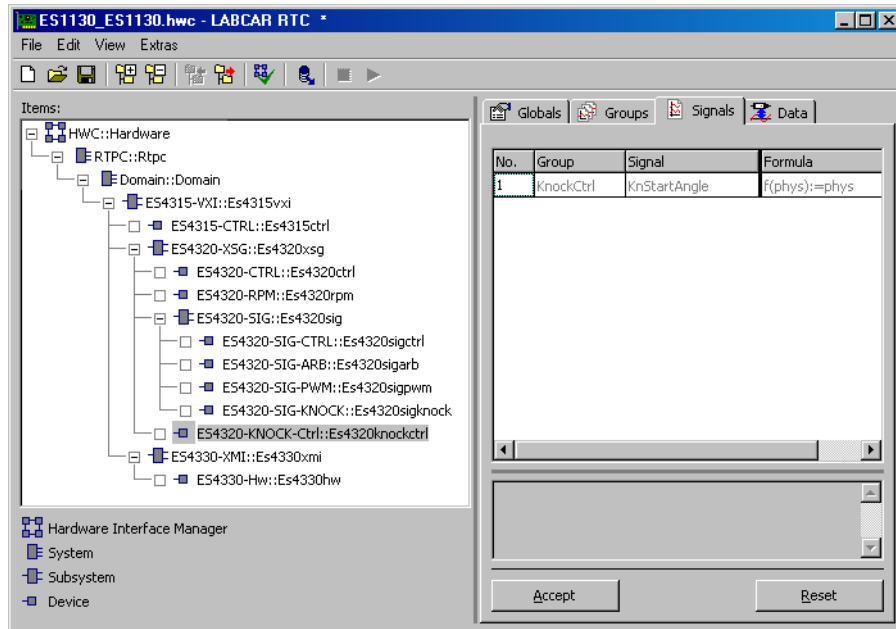 ES1130_ES1130.hwc - LABCAR RTC *
File Edit View Extras
Items:
HWC::Hardware
RTPC::Rtpc
Domain::Domain
ES4315-VXI::Es4315vxi
ES4315-CTRL::Es4315ctrl
ES4320-XSG::Es4320xsg
ES4320-CTRL::Es4320ctrl
ES4320-RPM::Es4320rpm
ES4320-SIG::Es4320sig
ES4320-SIG-CTRL::Es4320sigctrl
ES4320-SIG-ARB::Es4320sigarb
ES4320-SIG-PWM::Es4320sigpwm
ES4320-SIG-KNOCK::Es4320sigknock
ES4320-KNOCK-Ctrl::Es4320knockctrl
ES4330-XMI::Es4330xmi
ES4330-Hw::Es4330hw
Hardware Interface Manager
System
Subsystem
Device
Globals Groups Signals Data
No. Group Signal Formula
1 KnockCtrl KnStartAngle f(phys):=phys
Accept Reset